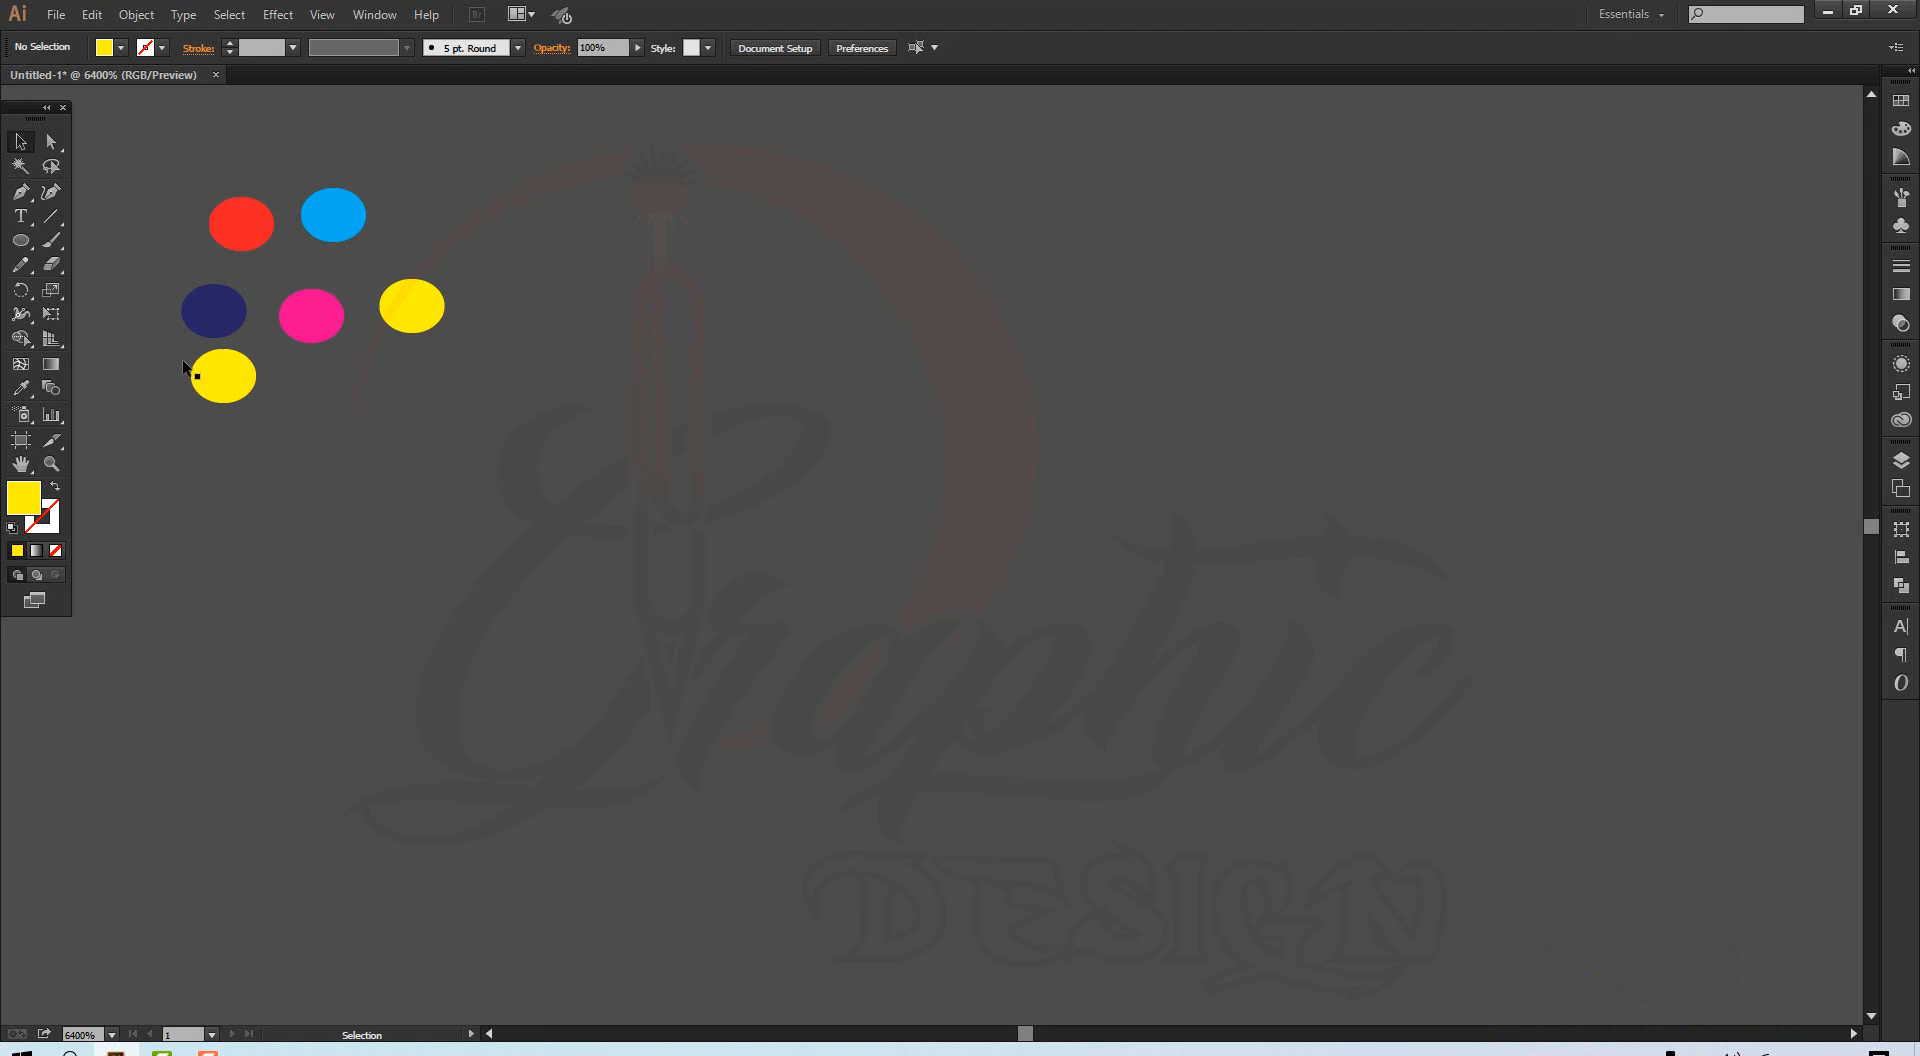 Ai File Edit Object Type Select Effect View Window Help Br Essentials
No Selection Stroke: 5 pt. Round Opacity: 100% Style: Document Setup Preferences
Untitled-1* @ 6400% (RGB/Preview)
Graphic
DESIGN
6400% 1 Selection